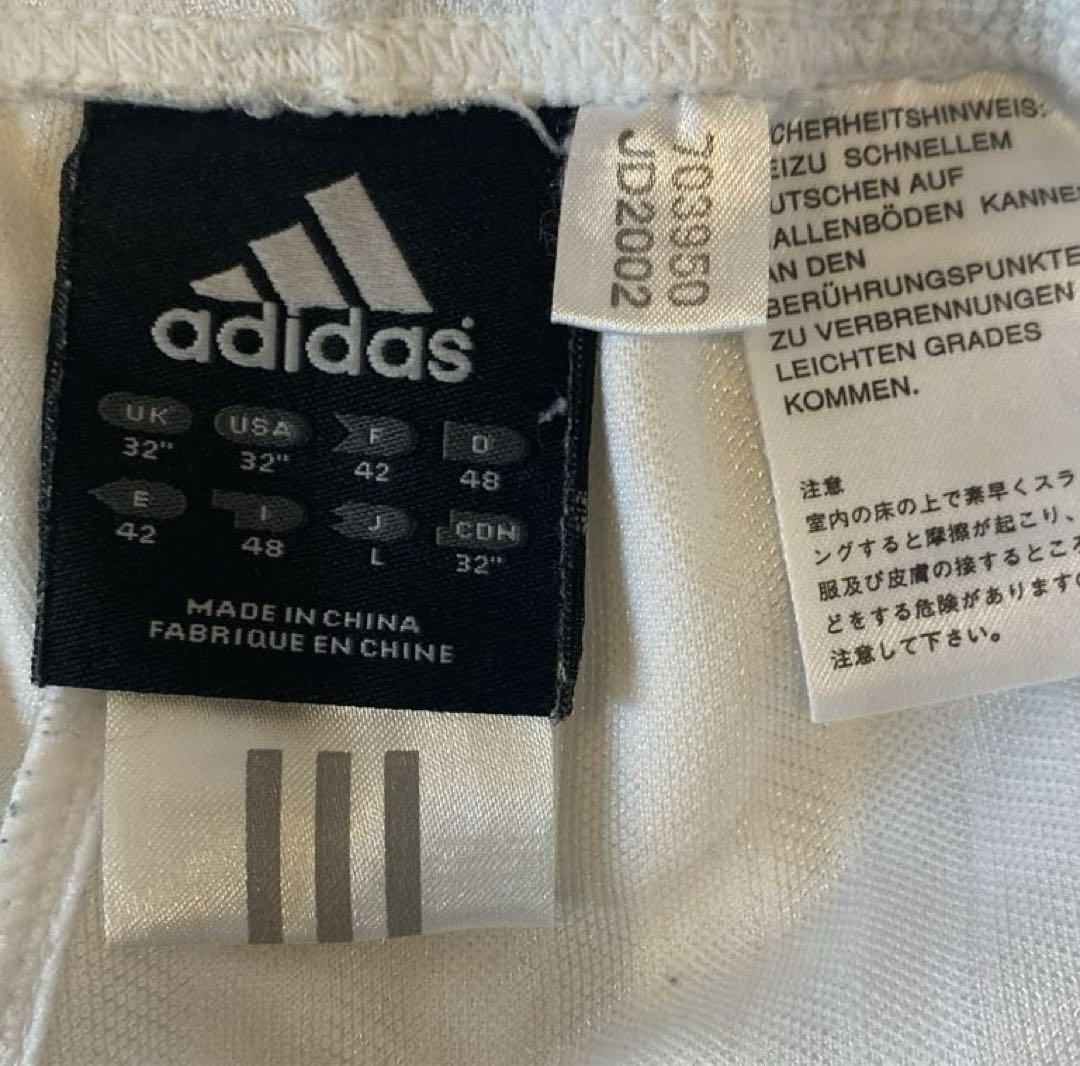 adidas
UK USA F D
32" 32" 42 48
E I J CDN
42 48 L 32"
MADE IN CHINA
FABRIQUE EN CHINE
703950
JD2002
CHERHEITSHINWEIS:
EIZU SCHNELLEM
UTSCHEN AUF
ALLENBÖDEN KANNES
AN DEN
BERÜHRUNGSPUNKTE
ZU VERBRENNUNGEN
LEICHTEN GRADES
KOMMEN.
注意
室内の床の上で素早くスラ
ングすると摩擦が起こり、
服及び皮膚の接するところ
どをする危険がありますの
注意して下さい。